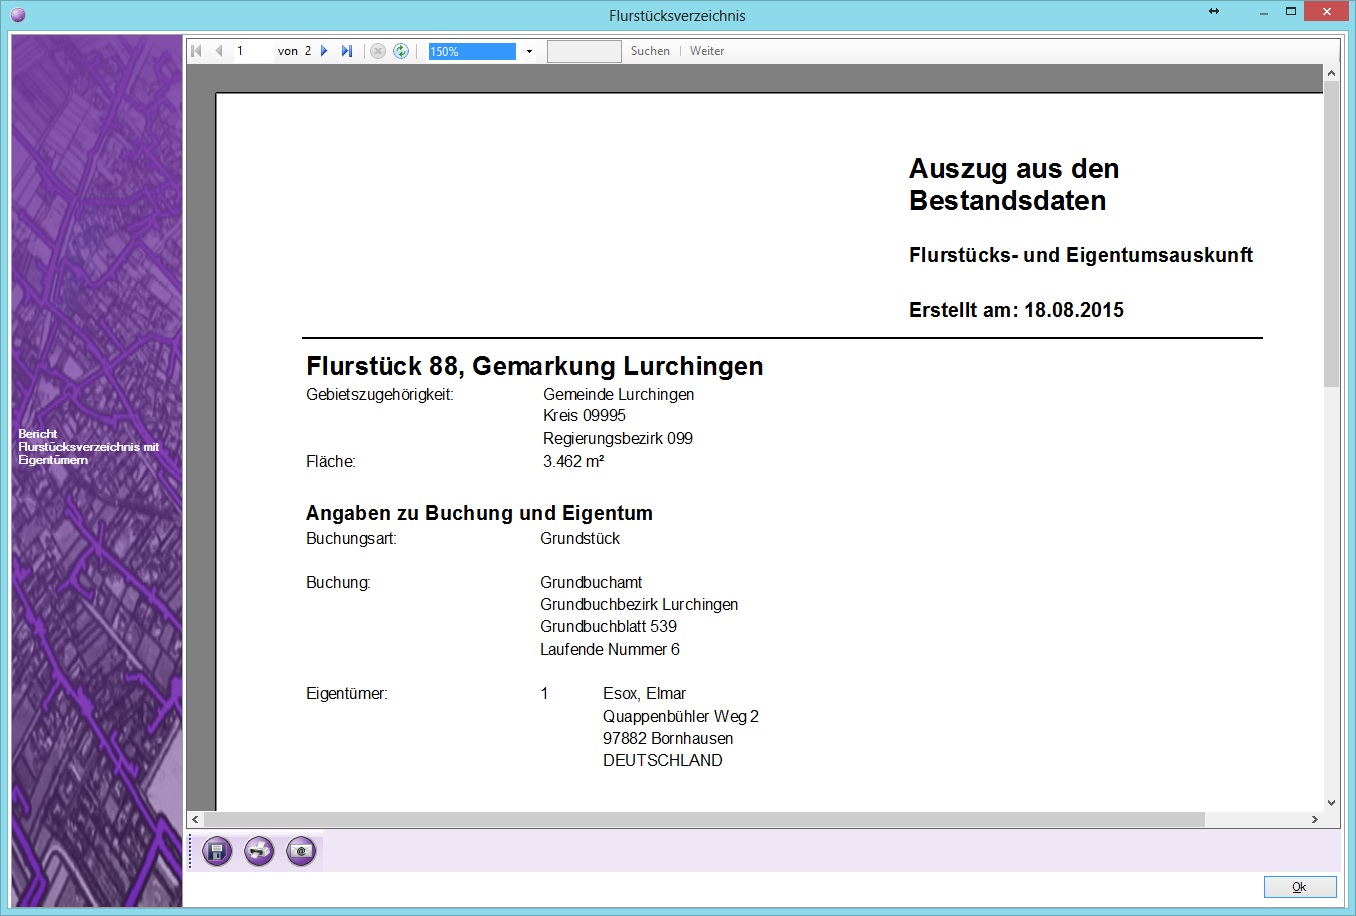 Flurstücksverzeichnis
1 von 2 150% Suchen Weiter
Auszug aus den
Bestandsdaten
Flurstücks- und Eigentumsauskunft
Erstellt am: 18.08.2015
Flurstück 88, Gemarkung Lurchingen
Gebietszugehörigkeit: Gemeinde Lurchingen
Kreis 09995
Regierungsbezirk 099
Fläche: 3.462 m²
Angaben zu Buchung und Eigentum
Buchungsart: Grundstück
Buchung: Grundbuchamt
Grundbuchbezirk Lurchingen
Grundbuchblatt 539
Laufende Nummer 6
Eigentümer: 1 Esox, Elmar
Quappenbühler Weg 2
97882 Bornhausen
DEUTSCHLAND
Bericht
Flurstücksverzeichnis mit
Eigentümern
Ok